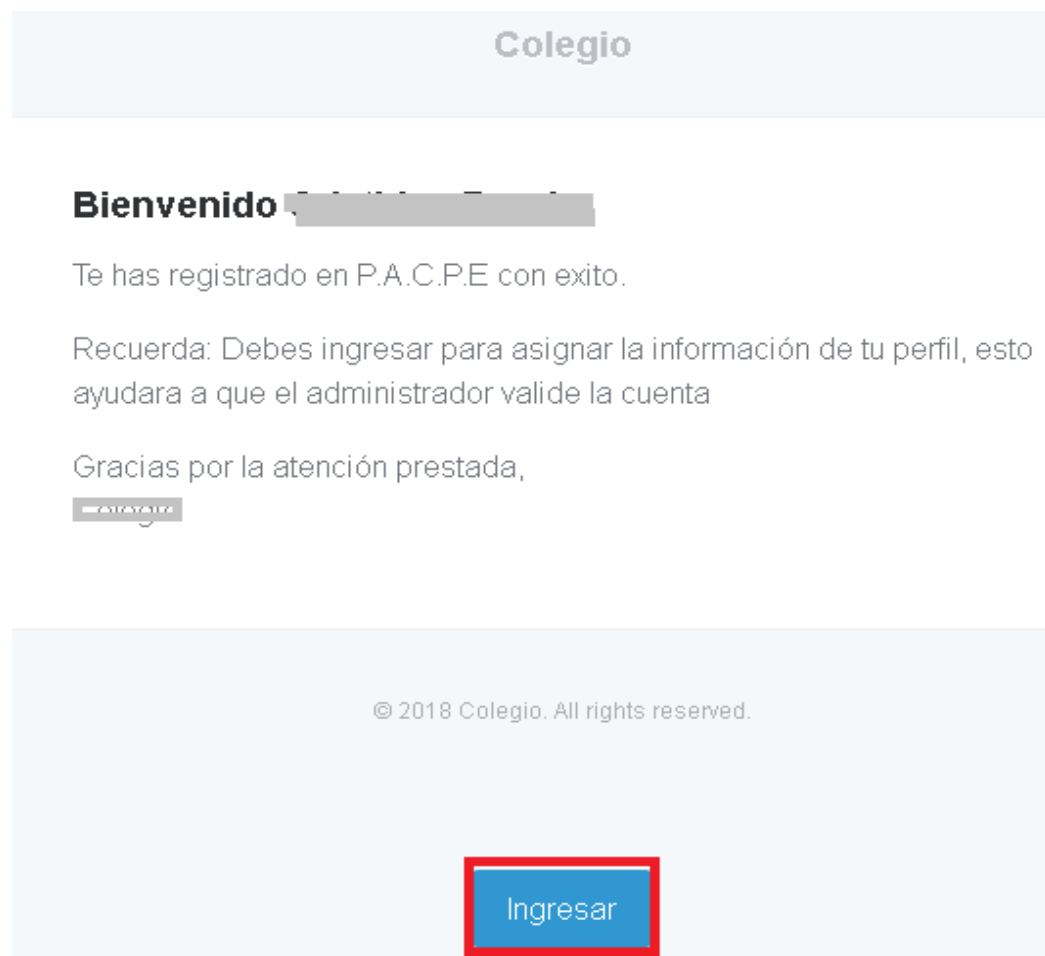 Colegio
Bienvenido
Te has registrado en P.A.C.P.E con exito.
Recuerda: Debes ingresar para asignar la información de tu perfil, esto
ayudara a que el administrador valide la cuenta
Gracias por la atención prestada,
© 2018 Colegio. All rights reserved.
Ingresar